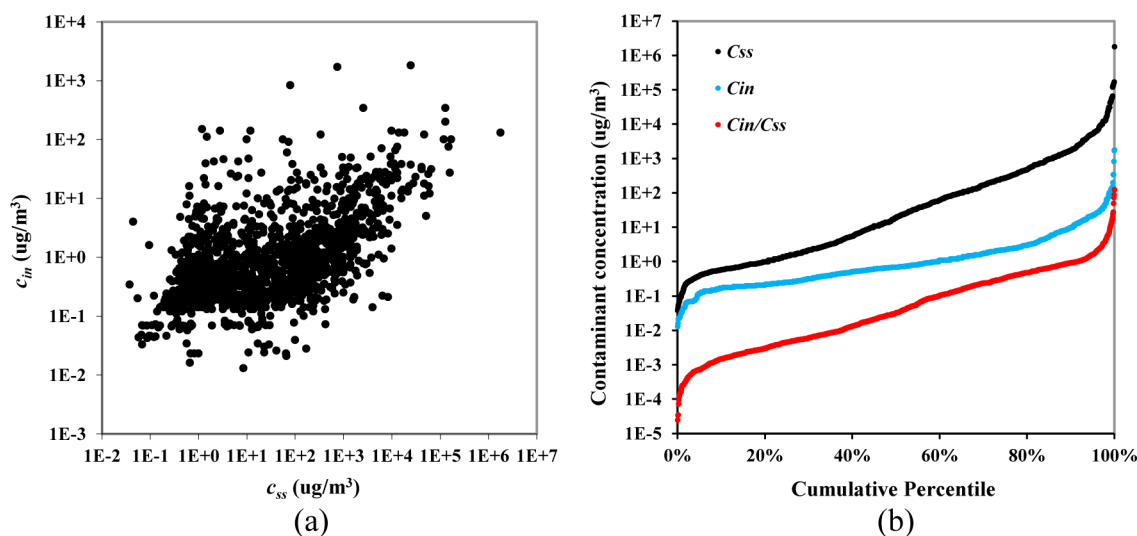 1E+4
1E+3
1E+2
1E+1
1E+0
1E-1
1E-2
1E-3
c_in (ug/m³)
1E-2 1E-1 1E+0 1E+1 1E+2 1E+3 1E+4 1E+5 1E+6 1E+7
c_ss (ug/m³)
(a)
1E+7
1E+6
1E+5
1E+4
1E+3
1E+2
1E+1
1E+0
1E-1
1E-2
1E-3
1E-4
1E-5
Contaminant concentration (ug/m³)
Css
Cin
Cin/Css
0% 20% 40% 60% 80% 100%
Cumulative Percentile
(b)